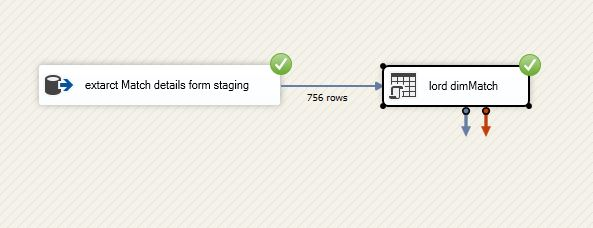 extarct Match details form staging
756 rows
lord dimMatch